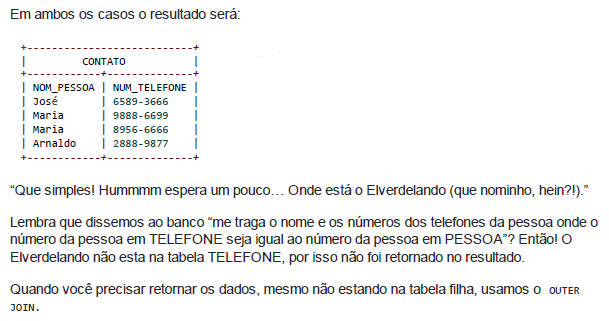 Em ambos os casos o resultado será:
+--------------------------+
|         CONTATO          |
+------------+-------------+
| NOM_PESSOA | NUM_TELEFONE |
| José       | 6589-3666    |
| Maria      | 9888-6699    |
| Maria      | 8956-6666    |
| Arnaldo    | 2888-9877    |
+------------+--------------+
“Que simples! Hummmm espera um pouco… Onde está o Elverdelando (que nominho, hein?!).”
Lembra que dissemos ao banco “me traga o nome e os números dos telefones da pessoa onde o
número da pessoa em TELEFONE seja igual ao número da pessoa em PESSOA”? Então! O
Elverdelando não esta na tabela TELEFONE, por isso não foi retornado no resultado.
Quando você precisar retornar os dados, mesmo não estando na tabela filha, usamos o OUTER
JOIN.